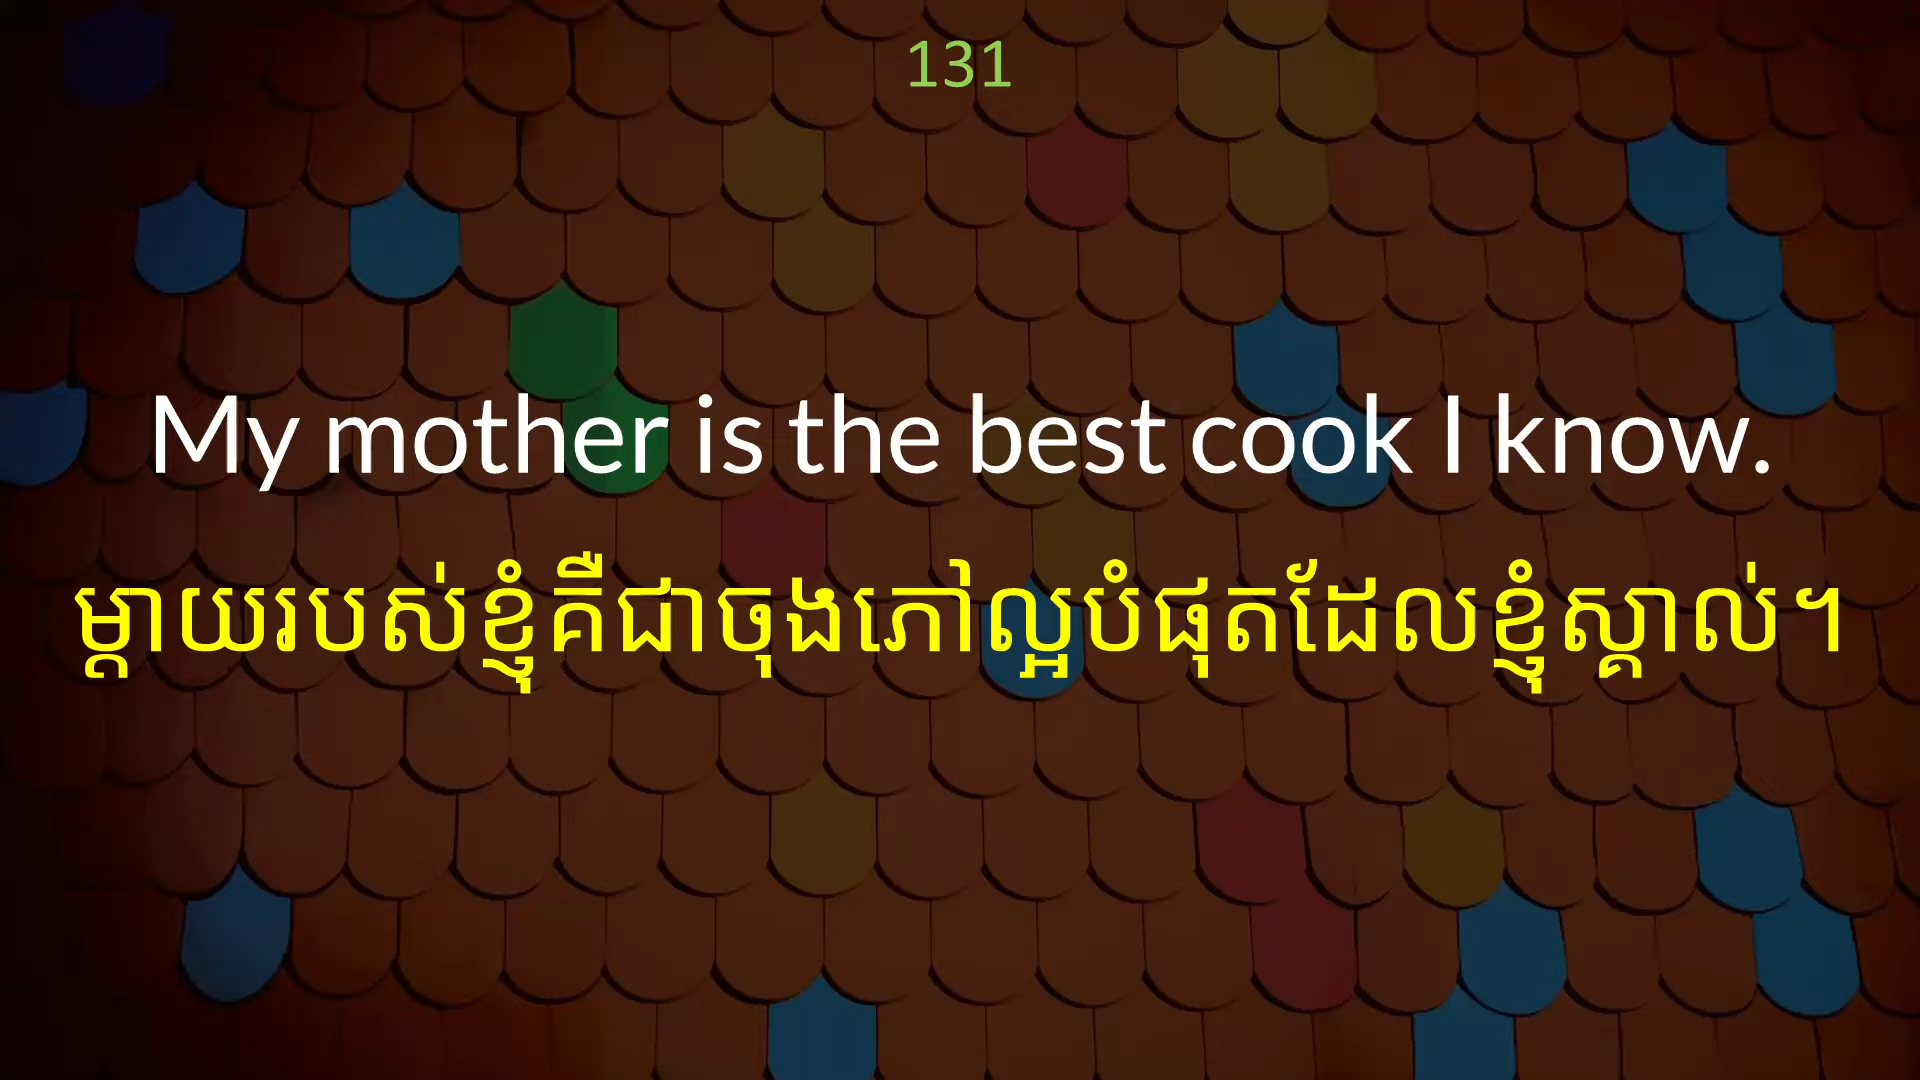 131
My mother is the best cook I know.
ម្តាយរបស់ខ្ញុំគឺជាចុងភៅល្អបំផុតដែលខ្ញុំស្គាល់។